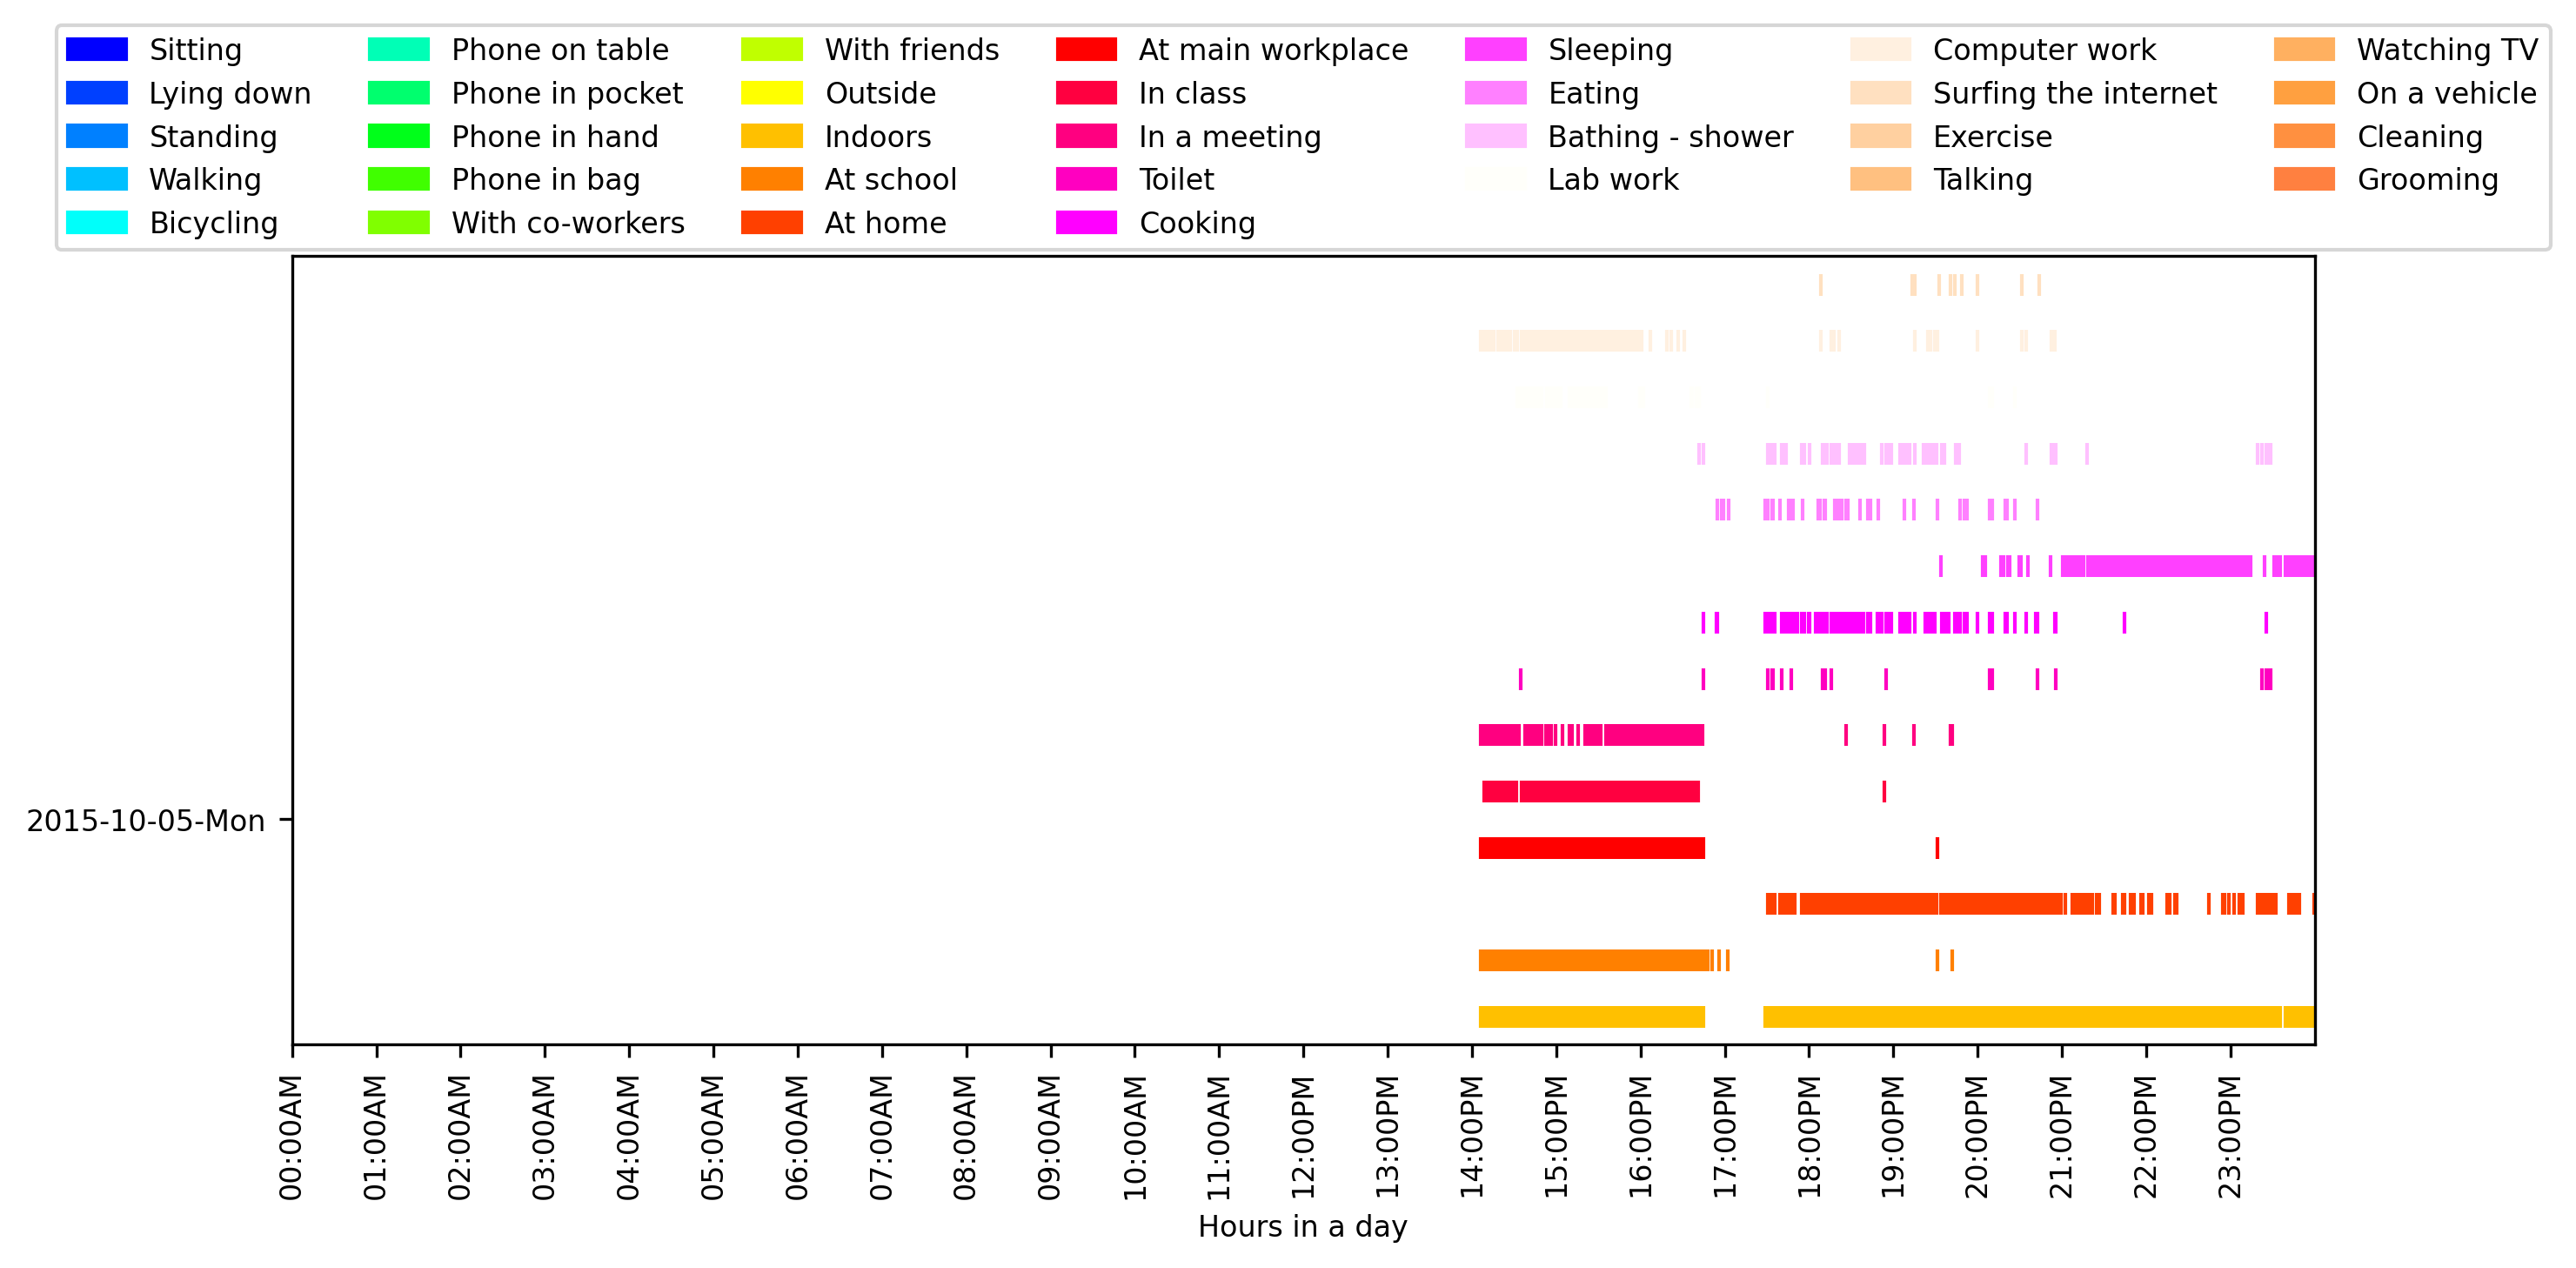 Sitting
Lying down
Standing
Walking
Bicycling
Phone on table
Phone in pocket
Phone in hand
Phone in bag
With co-workers
With friends
Outside
Indoors
At school
At home
At main workplace
In class
In a meeting
Toilet
Cooking
Sleeping
Eating
Bathing - shower
Lab work
Computer work
Surfing the internet
Exercise
Talking
Watching TV
On a vehicle
Cleaning
Grooming
2015-10-05-Mon
00:00AM
01:00AM
02:00AM
03:00AM
04:00AM
05:00AM
06:00AM
07:00AM
08:00AM
09:00AM
10:00AM
11:00AM
12:00PM
13:00PM
14:00PM
15:00PM
16:00PM
17:00PM
18:00PM
19:00PM
20:00PM
21:00PM
22:00PM
23:00PM
Hours in a day